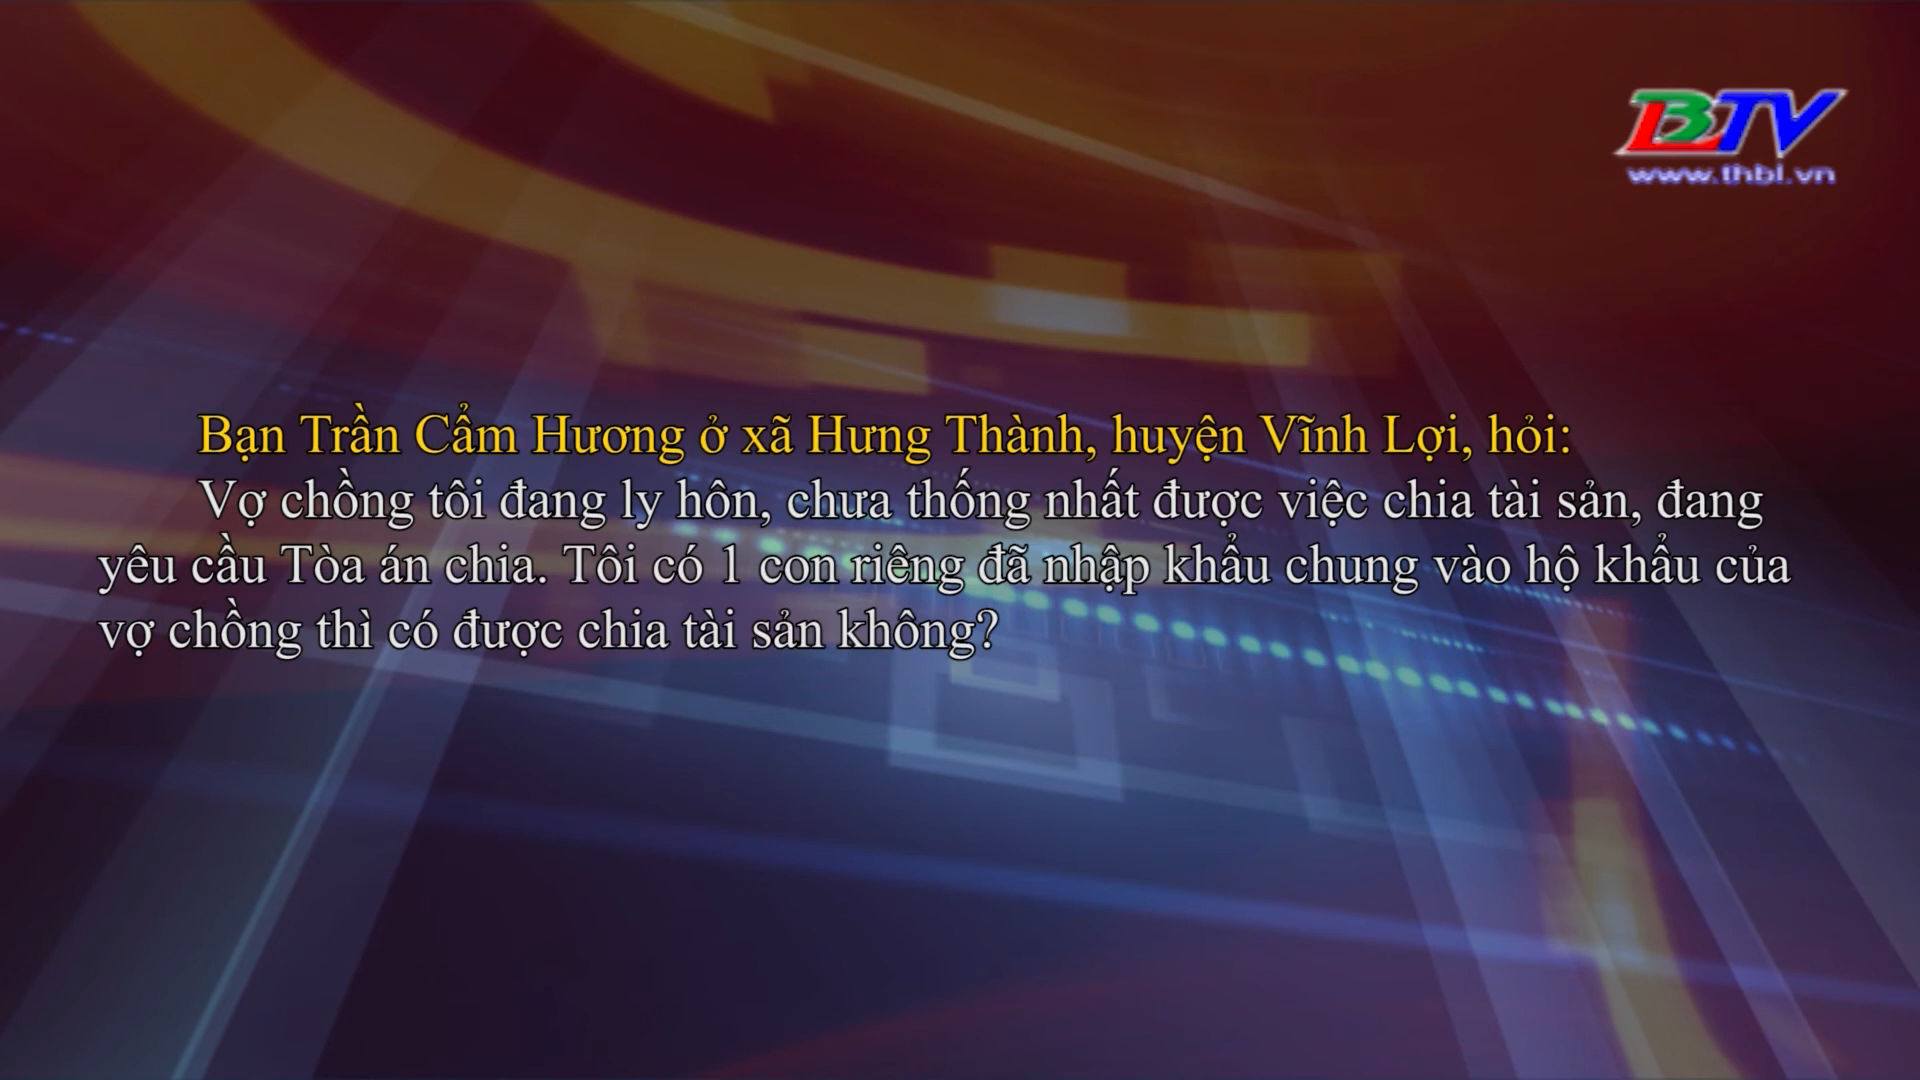 BTV
www.thbl.vn
Bạn Trần Cẩm Hương ở xã Hưng Thành, huyện Vĩnh Lợi, hỏi:
Vợ chồng tôi đang ly hôn, chưa thống nhất được việc chia tài sản, đang
yêu cầu Tòa án chia. Tôi có 1 con riêng đã nhập khẩu chung vào hộ khẩu của
vợ chồng thì có được chia tài sản không?